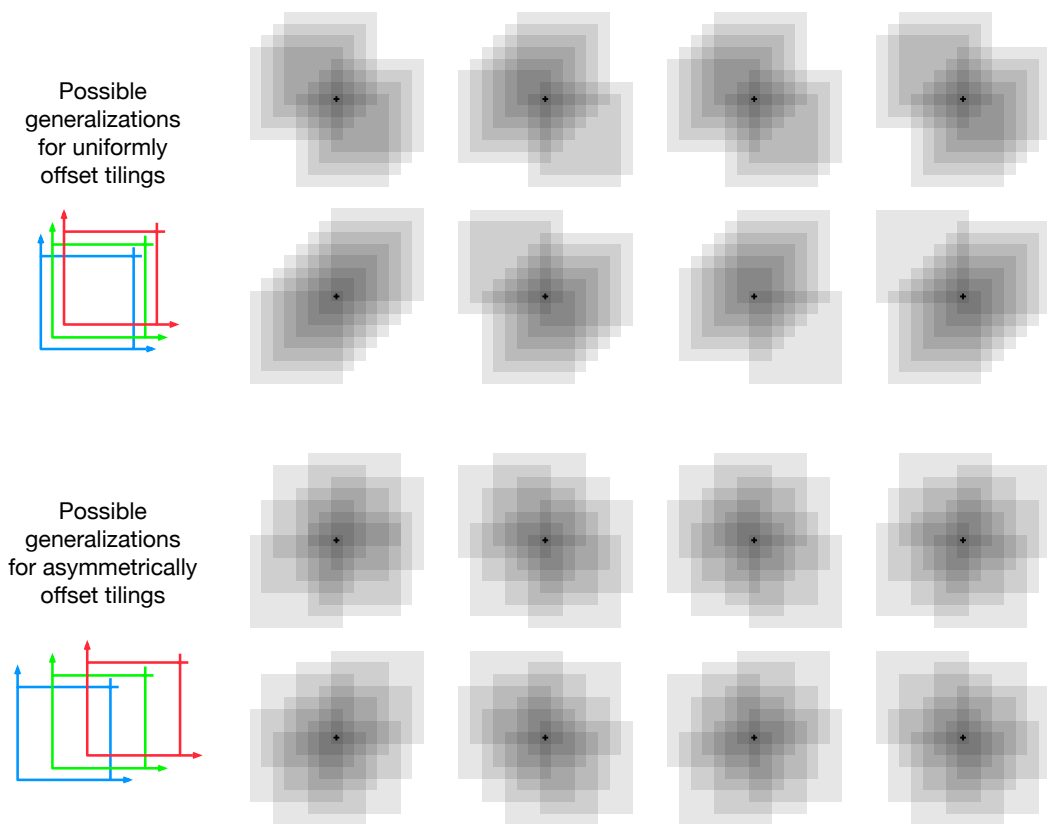 Possible
generalizations
for uniformly
offset tilings
Possible
generalizations
for asymmetrically
offset tilings